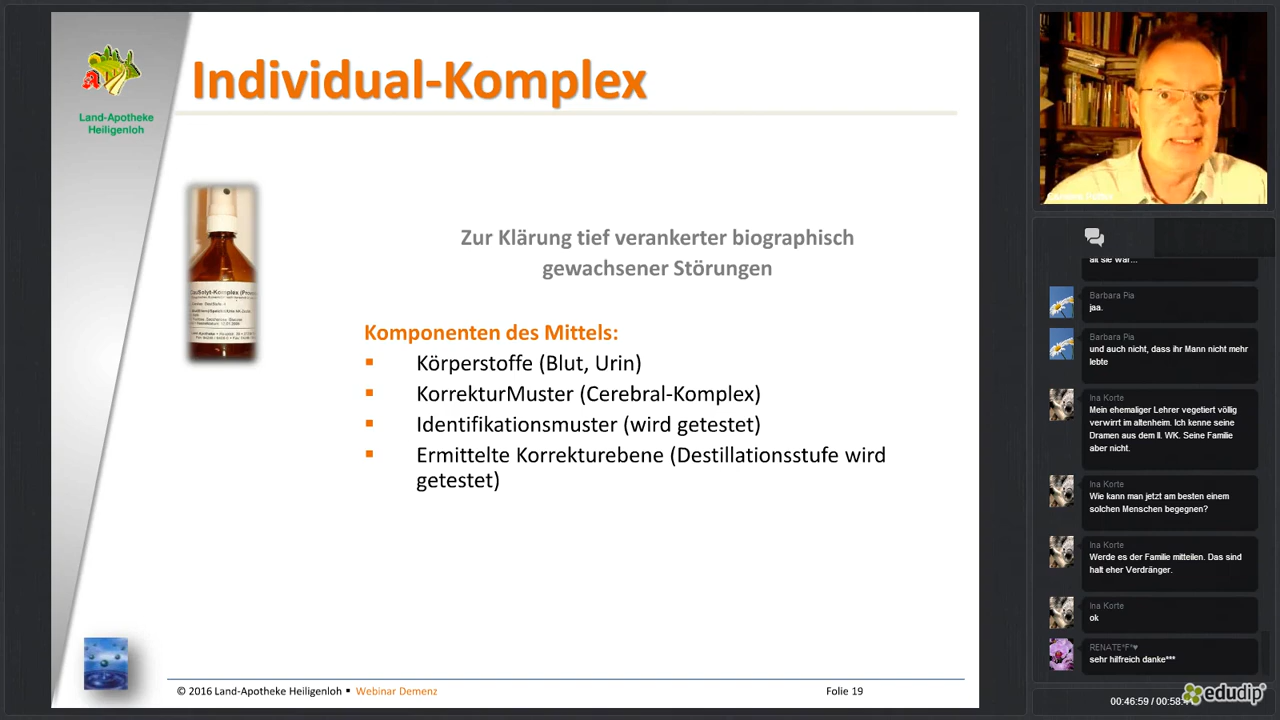 Land-Apotheke
Heiligenloh
Individual-Komplex
Zur Klärung tief verankerter biographisch
gewachsener Störungen
Komponenten des Mittels:
▪ Körperstoffe (Blut, Urin)
▪ KorrekturMuster (Cerebral-Komplex)
▪ Identifikationsmuster (wird getestet)
▪ Ermittelte Korrekturebene (Destillationsstufe wird
getestet)
© 2016 Land-Apotheke Heiligenloh ▪ Webinar Demenz
Folie 19
alt sie war...
Barbara Pia
jaa.
Barbara Pia
und auch nicht, dass ihr Mann nicht mehr
lebte
Ina Korte
Mein ehemaliger Lehrer vegetiert völlig
verwirrt im altenheim. Ich kenne seine
Dramen aus dem II. WK. Seine Familie
aber nicht.
Ina Korte
Wie kann man jetzt am besten einem
solchen Menschen begegnen?
Ina Korte
Werde es der Familie mitteilen. Das sind
halt eher Verdränger.
Ina Korte
ok
RENATE*F*♥
sehr hilfreich danke***
00:46:59 / 00:58:
edudip